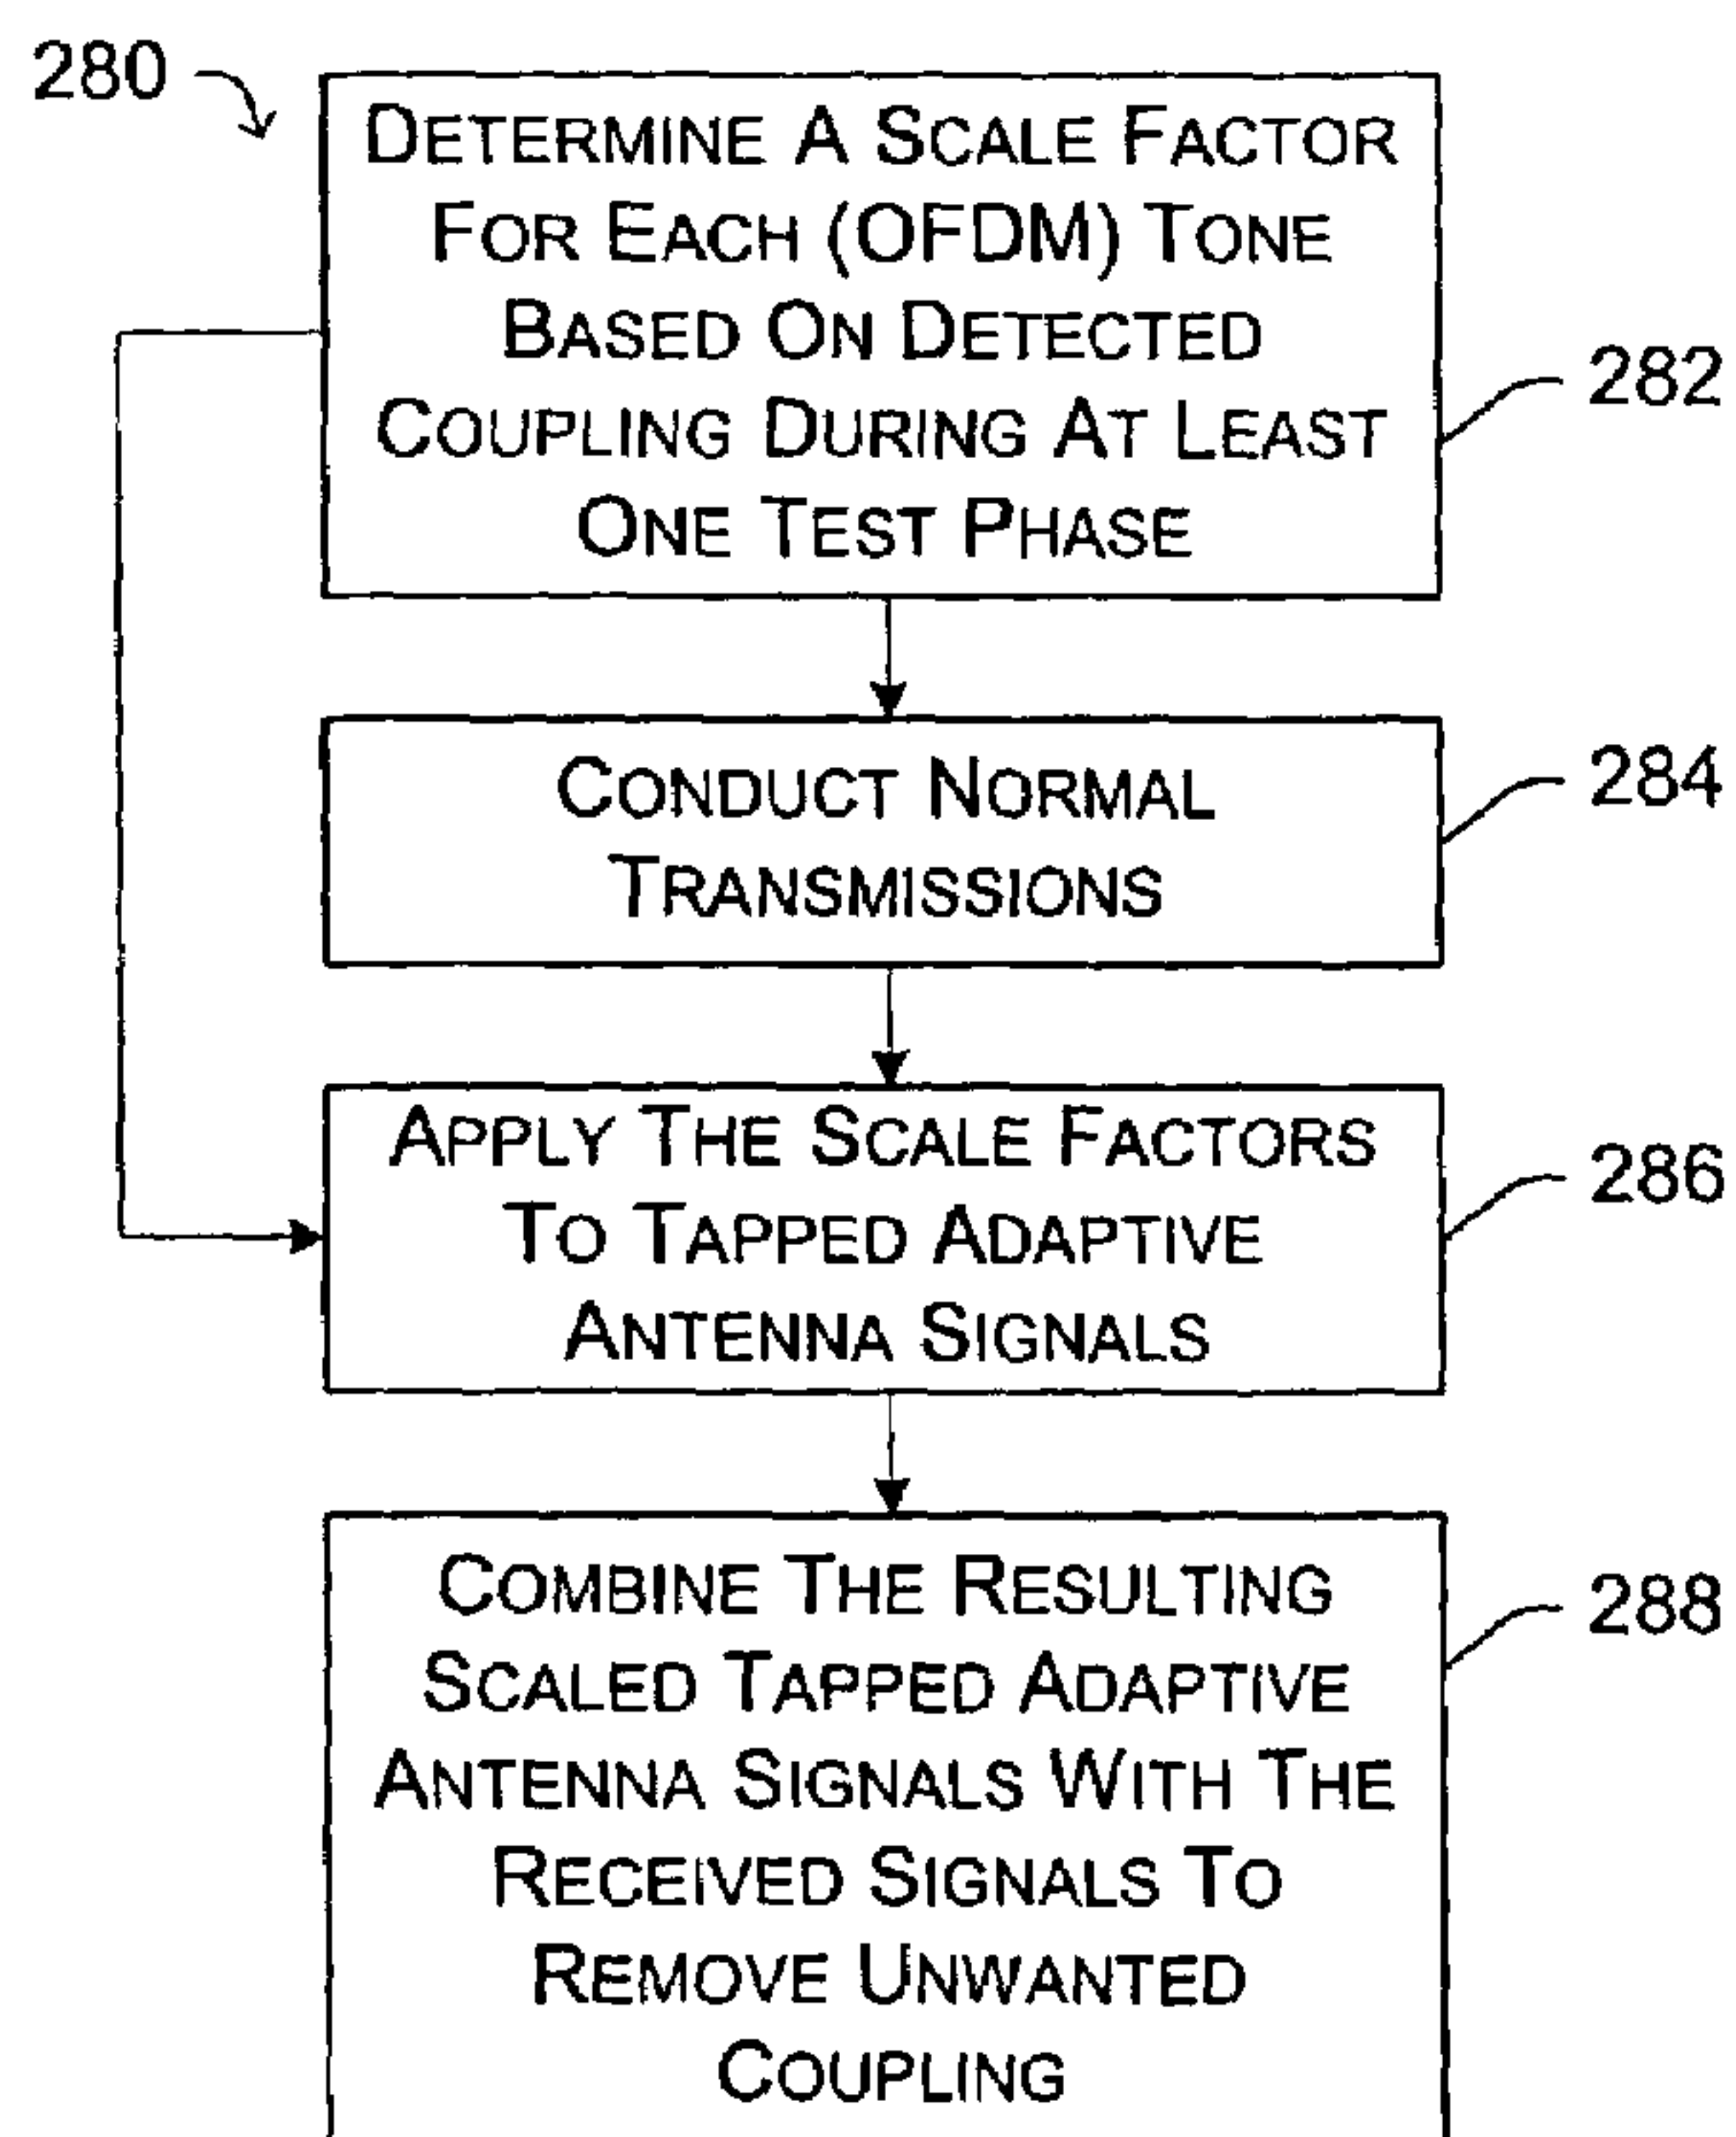 280
DETERMINE A SCALE FACTOR
FOR EACH (OFDM) TONE
BASED ON DETECTED
COUPLING DURING AT LEAST
ONE TEST PHASE
282
CONDUCT NORMAL
TRANSMISSIONS
284
APPLY THE SCALE FACTORS
TO TAPPED ADAPTIVE
ANTENNA SIGNALS
286
COMBINE THE RESULTING
SCALED TAPPED ADAPTIVE
ANTENNA SIGNALS WITH THE
RECEIVED SIGNALS TO
REMOVE UNWANTED
COUPLING
288